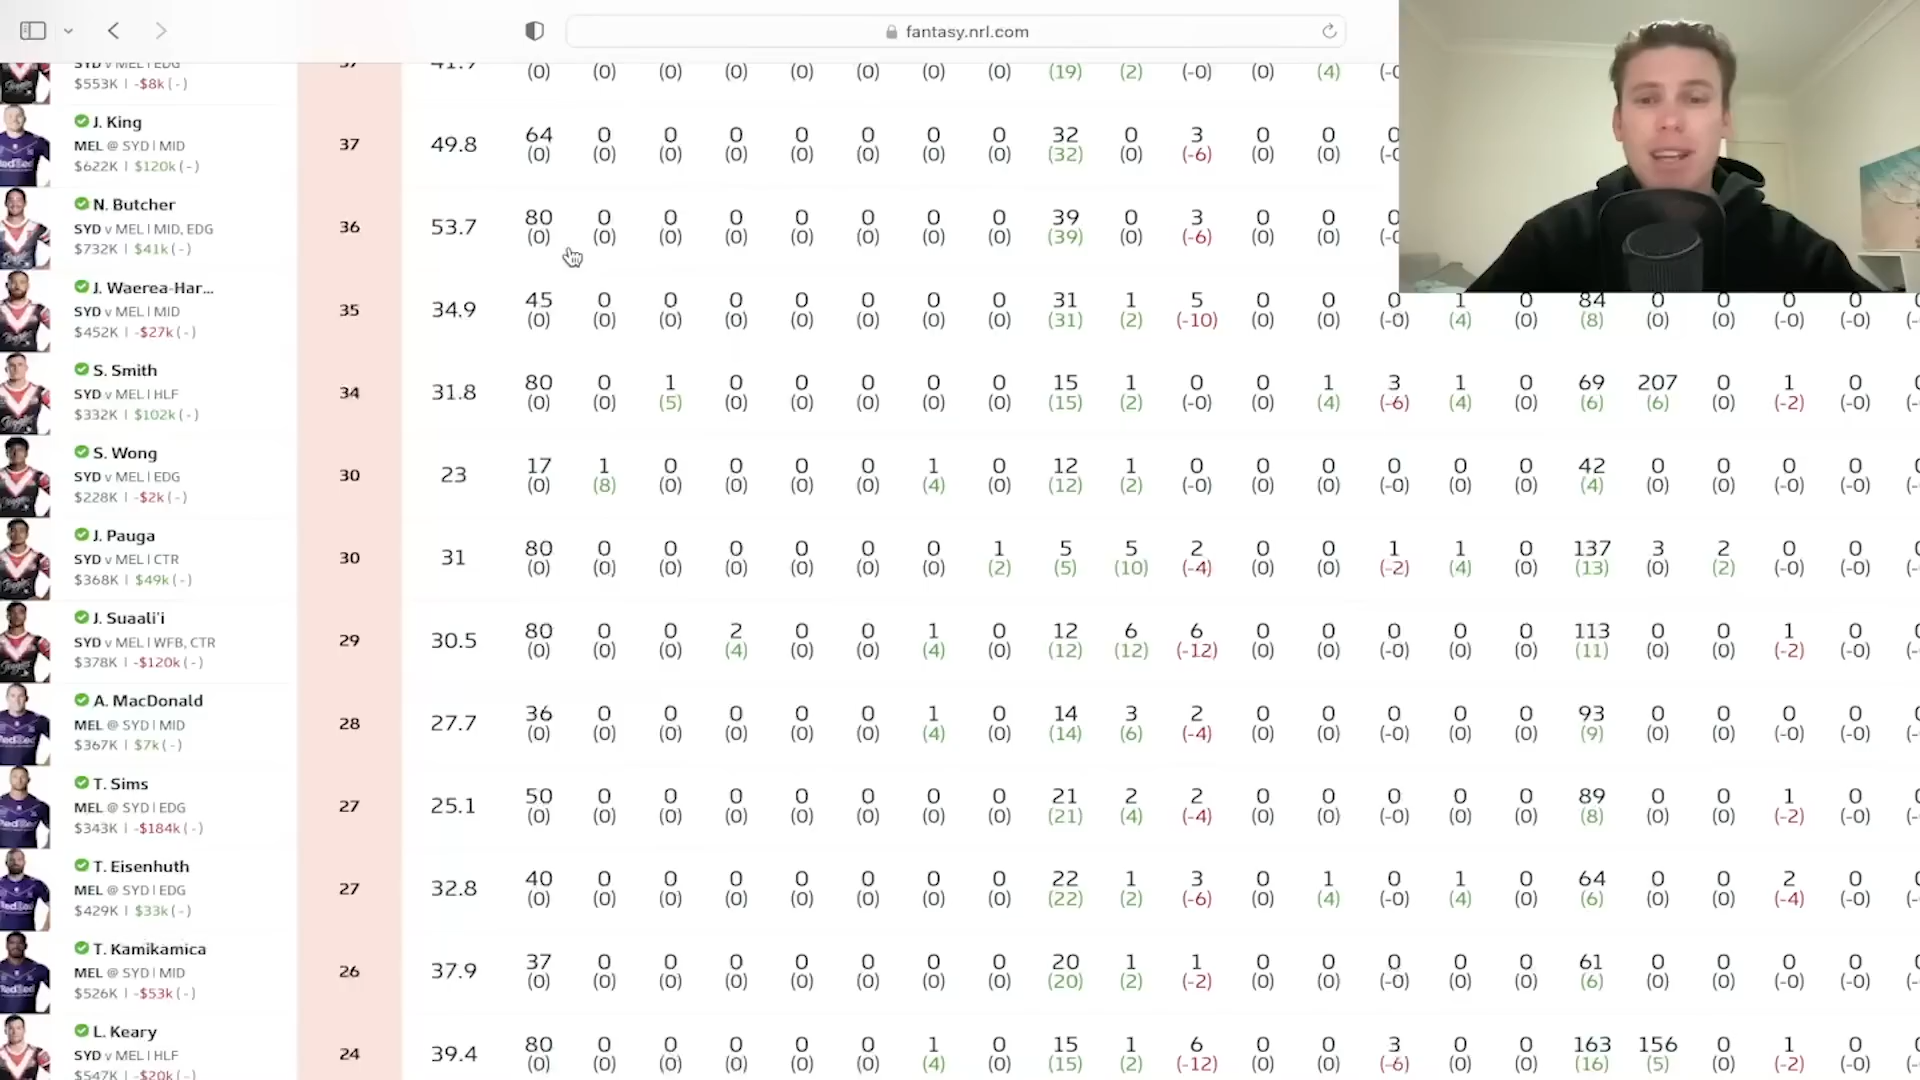 fantasy.nrl.com
SYD v MEL | EDG 37 41.9
$553K | -$8k ( - ) (0) (0) (0) (0) (0) (0) (0) (0) (19) (2) (-0) (0) (4)
J. King
MEL @ SYD | MID 37 49.8 64 0 0 0 0 0 0 0 32 0 3 0 0 0
$622K | $120k ( - ) (0) (0) (0) (0) (0) (0) (0) (0) (32) (0) (-6) (0) (0)
N. Butcher
SYD v MEL | MID, EDG 36 53.7 80 0 0 0 0 0 0 0 39 0 3 0 0 0
$732K | $41k ( - ) (0) (0) (0) (0) (0) (0) (0) (0) (39) (0) (-6) (0) (0)
J. Waerea-Har...
SYD v MEL | MID 35 34.9 45 0 0 0 0 0 0 0 31 1 5 0 0 0 1 0 84 0 0 0 0
$452K | -$27k ( - ) (0) (0) (0) (0) (0) (0) (0) (0) (31) (2) (-10) (0) (0) (-0) (4) (0) (8) (0) (0) (-0) (-0)
S. Smith
SYD v MEL | HLF 34 31.8 80 0 1 0 0 0 0 0 15 1 0 0 1 3 1 0 69 207 0 1 0
$332K | $102k ( - ) (0) (0) (5) (0) (0) (0) (0) (0) (15) (2) (-0) (0) (4) (-6) (4) (0) (6) (6) (0) (-2) (-0)
S. Wong
SYD v MEL | EDG 30 23 17 1 0 0 0 0 1 0 12 1 0 0 0 0 0 0 42 0 0 0 0
$228K | -$2k ( - ) (0) (8) (0) (0) (0) (0) (4) (0) (12) (2) (-0) (0) (0) (-0) (0) (0) (4) (0) (0) (-0) (-0)
J. Pauga
SYD v MEL | CTR 30 31 80 0 0 0 0 0 0 1 5 5 2 0 0 1 1 0 137 3 2 0 0
$368K | $49k ( - ) (0) (0) (0) (0) (0) (0) (0) (2) (5) (10) (-4) (0) (0) (-2) (4) (0) (13) (0) (2) (-0) (-0)
J. Suaali'i
SYD v MEL | WFB, CTR 29 30.5 80 0 0 2 0 0 1 0 12 6 6 0 0 0 0 0 113 0 0 1 0
$378K | -$120k ( - ) (0) (0) (0) (4) (0) (0) (4) (0) (12) (12) (-12) (0) (0) (-0) (0) (0) (11) (0) (0) (-2) (-0)
A. MacDonald
MEL @ SYD | MID 28 27.7 36 0 0 0 0 0 1 0 14 3 2 0 0 0 0 0 93 0 0 0 0
$367K | $7k ( - ) (0) (0) (0) (0) (0) (0) (4) (0) (14) (6) (-4) (0) (0) (-0) (0) (0) (9) (0) (0) (-0) (-0)
T. Sims
MEL @ SYD | EDG 27 25.1 50 0 0 0 0 0 0 0 21 2 2 0 0 0 0 0 89 0 0 1 0
$343K | -$184k ( - ) (0) (0) (0) (0) (0) (0) (0) (0) (21) (4) (-4) (0) (0) (-0) (0) (0) (8) (0) (0) (-2) (-0)
T. Eisenhuth
MEL @ SYD | EDG 27 32.8 40 0 0 0 0 0 0 0 22 1 3 0 1 0 1 0 64 0 0 2 0
$429K | $33k ( - ) (0) (0) (0) (0) (0) (0) (0) (0) (22) (2) (-6) (0) (4) (-0) (4) (0) (6) (0) (0) (-4) (-0)
T. Kamikamica
MEL @ SYD | MID 26 37.9 37 0 0 0 0 0 0 0 20 1 1 0 0 0 0 0 61 0 0 0 0
$526K | -$53k ( - ) (0) (0) (0) (0) (0) (0) (0) (0) (20) (2) (-2) (0) (0) (-0) (0) (0) (6) (0) (0) (-0) (-0)
L. Keary
SYD v MEL | HLF 24 39.4 80 0 0 0 0 0 1 0 15 1 6 0 0 3 0 0 163 156 0 1 0
$547K | -$20k ( - ) (0) (0) (0) (0) (0) (0) (4) (0) (15) (2) (-12) (0) (0) (-6) (0) (0) (16) (5) (0) (-2) (-0)